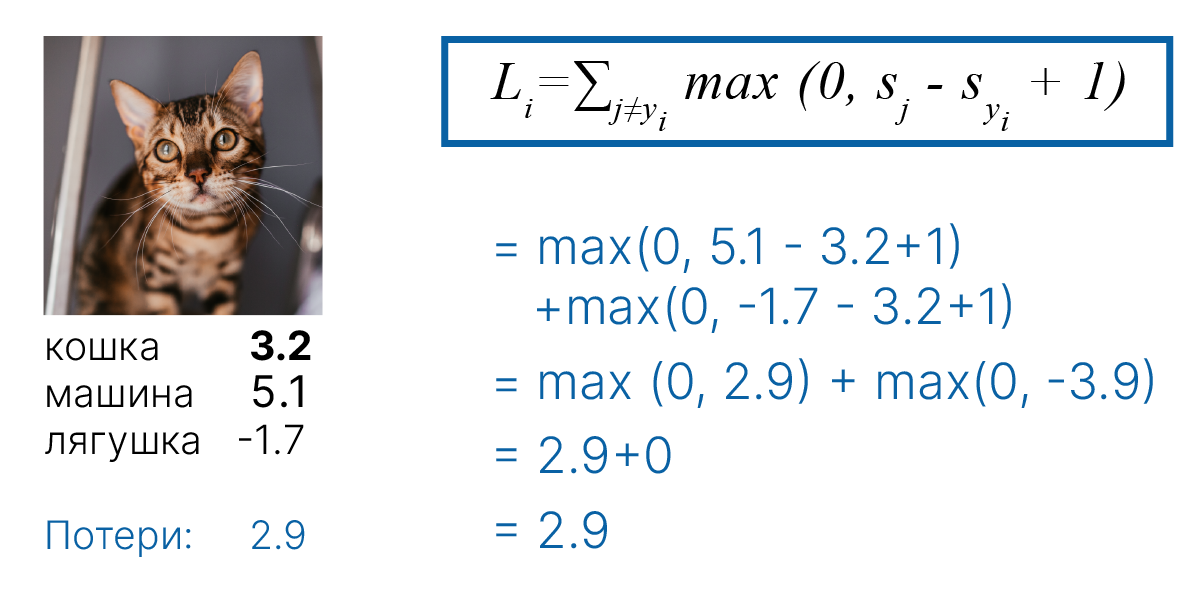 L_i=∑_{j≠y_i} max (0, s_j - s_{y_i} + 1)
= max(0, 5.1 - 3.2+1)
+max(0, -1.7 - 3.2+1)
= max (0, 2.9) + max(0, -3.9)
= 2.9+0
= 2.9
кошка 3.2
машина 5.1
лягушка -1.7
Потери: 2.9